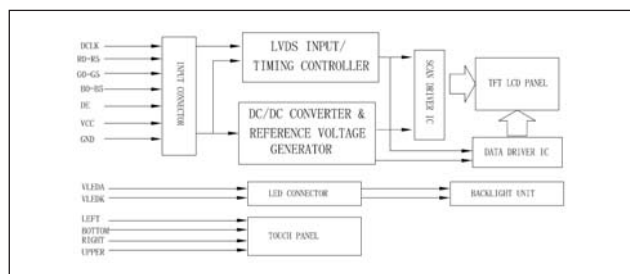 DCLK
R0-R5
G0-G5
B0-B5
DE
VCC
GND
INPUT CONNECTOR
LVDS INPUT/
TIMING CONTROLLER
DC/DC CONVERTER &
REFERENCE VOLTAGE
GENERATOR
SCAN DRIVER IC
TFT LCD PANEL
DATA DRIVER IC
VLEDA
VLEDK
LED CONNECTOR
BACKLIGHT UNIT
LEFT
BOTTOM
RIGHT
UPPER
TOUCH PANEL